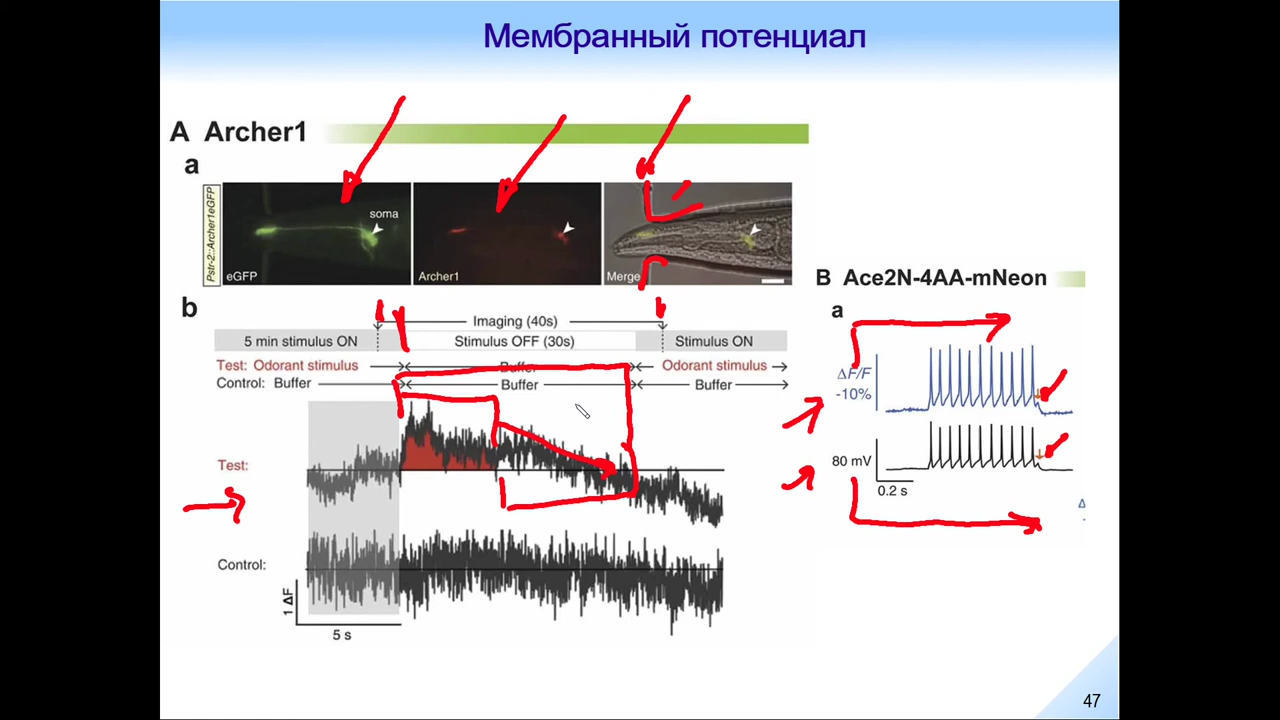 Мембранный потенциал
A Archer1
a
Pstr-2::Archer1eGFP
soma
eGFP
Archer1
Merge
b
Imaging (40s)
5 min stimulus ON
Stimulus OFF (30s)
Stimulus ON
Test: Odorant stimulus
Buffer
Odorant stimulus
Control: Buffer
Buffer
Buffer
Test:
Control:
1 ΔF
5 s
B Ace2N-4AA-mNeon
a
ΔF/F
-10%
80 mV
0.2 s
Δ
47